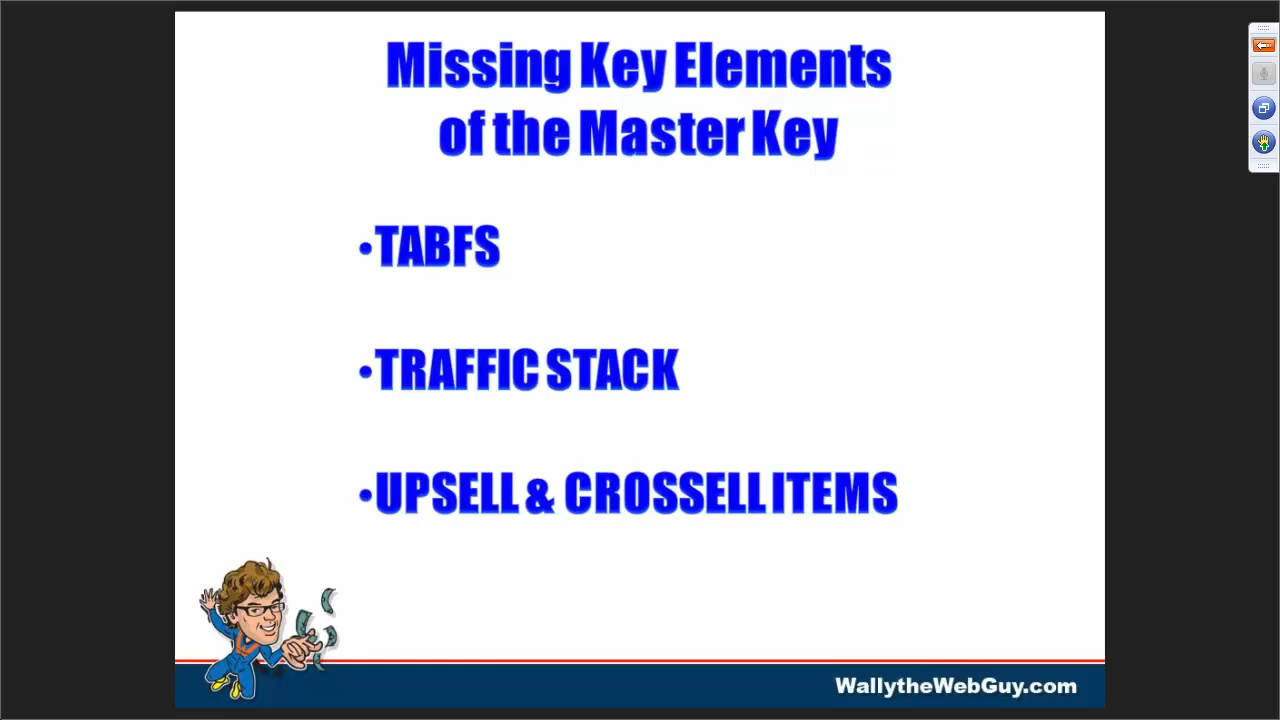 Missing Key Elements
of the Master Key
•TABFS
•TRAFFIC STACK
•UPSELL & CROSSELL ITEMS
WallytheWebGuy.com